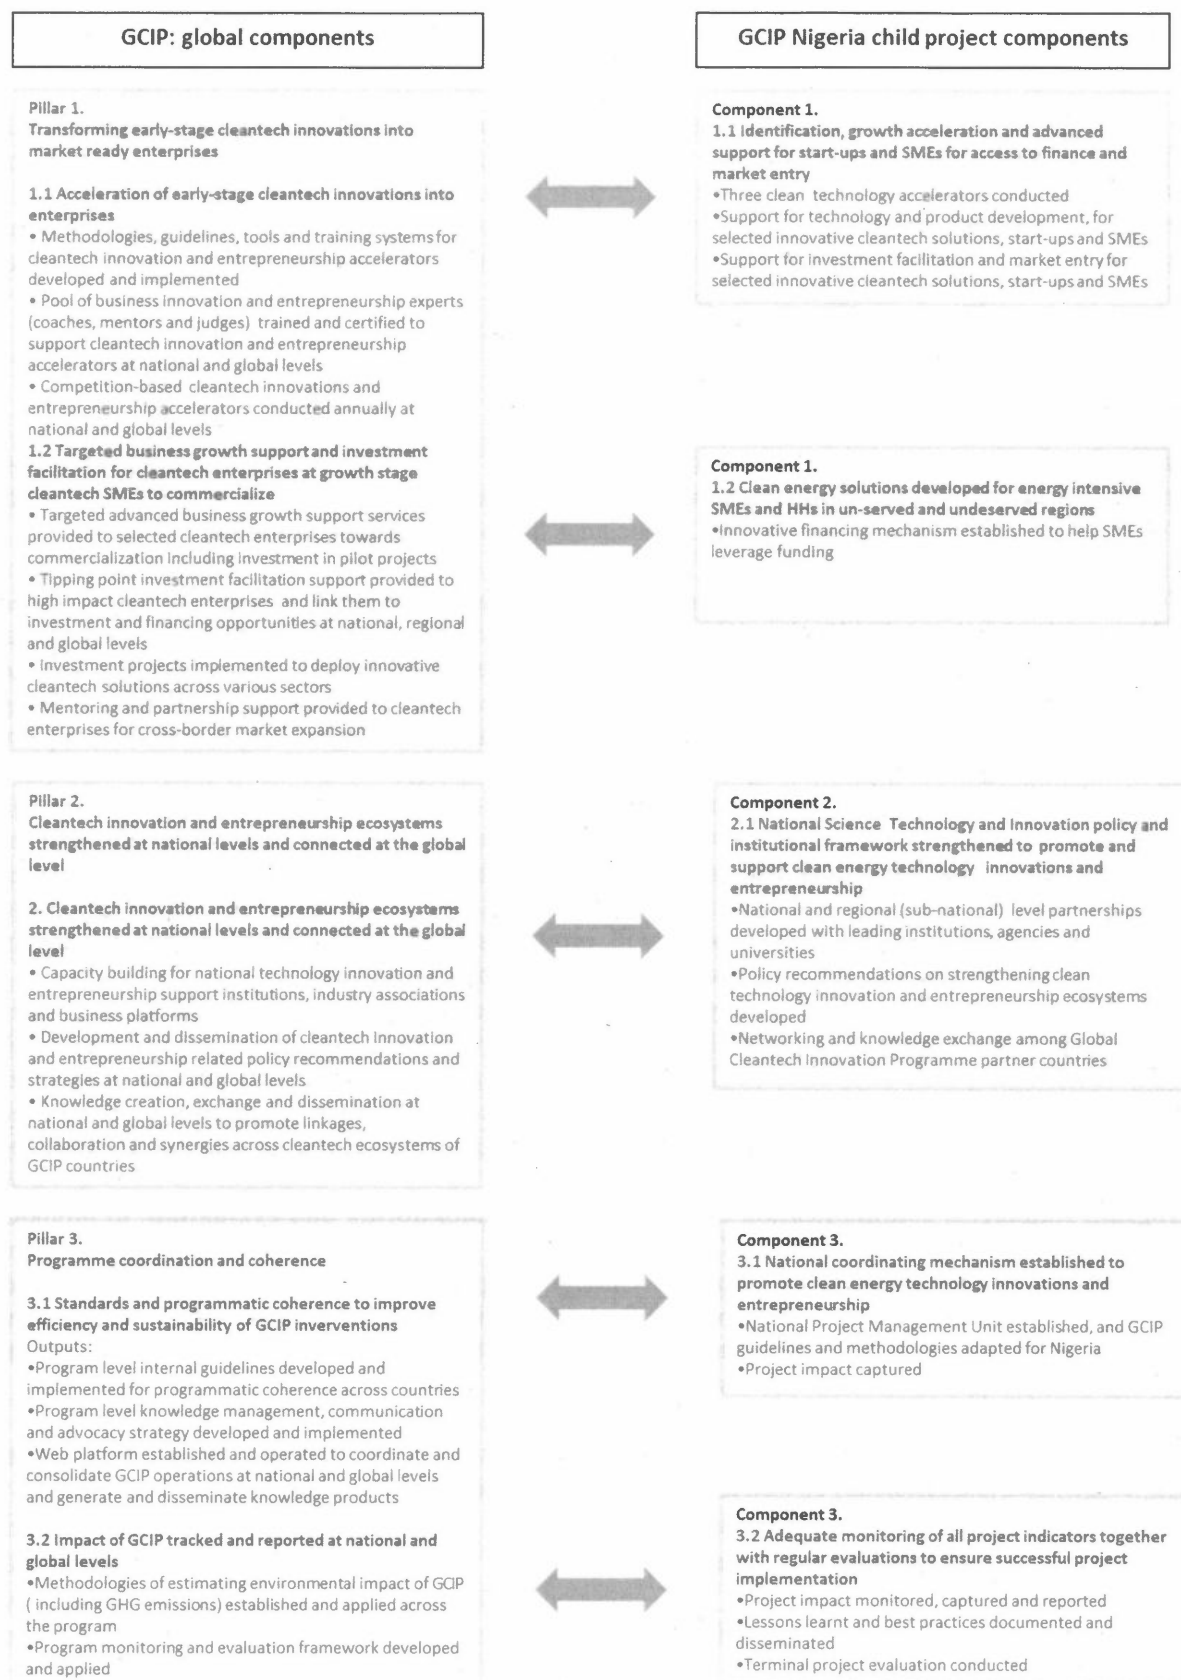 GCIP: global components
Pillar 1.
Transforming early-stage cleantech innovations into
market ready enterprises
1.1 Acceleration of early-stage cleantech innovations into
enterprises
• Methodologies, guidelines, tools and training systems for
cleantech innovation and entrepreneurship accelerators
developed and implemented
• Pool of business innovation and entrepreneurship experts
(coaches, mentors and judges) trained and certified to
support cleantech innovation and entrepreneurship
accelerators at national and global levels
• Competition-based cleantech innovations and
entrepreneurship accelerators conducted annually at
national and global levels
1.2 Targeted business growth support and investment
facilitation for cleantech enterprises at growth stage
cleantech SMEs to commercialize
• Targeted advanced business growth support services
provided to selected cleantech enterprises towards
commercialization including investment in pilot projects
• Tipping point investment facilitation support provided to
high impact cleantech enterprises and link them to
investment and financing opportunities at national, regional
and global levels
• Investment projects implemented to deploy innovative
cleantech solutions across various sectors
• Mentoring and partnership support provided to cleantech
enterprises for cross-border market expansion
Pillar 2.
Cleantech innovation and entrepreneurship ecosystems
strengthened at national levels and connected at the global
level
2. Cleantech innovation and entrepreneurship ecosystems
strengthened at national levels and connected at the global
level
• Capacity building for national technology innovation and
entrepreneurship support institutions, industry associations
and business platforms
• Development and dissemination of cleantech innovation
and entrepreneurship related policy recommendations and
strategies at national and global levels
• Knowledge creation, exchange and dissemination at
national and global levels to promote linkages,
collaboration and synergies across cleantech ecosystems of
GCIP countries
Pillar 3.
Programme coordination and coherence
3.1 Standards and programmatic coherence to improve
efficiency and sustainability of GCIP inverventions
Outputs:
•Program level internal guidelines developed and
implemented for programmatic coherence across countries
•Program level knowledge management, communication
and advocacy strategy developed and implemented
•Web platform established and operated to coordinate and
consolidate GCIP operations at national and global levels
and generate and disseminate knowledge products
3.2 Impact of GCIP tracked and reported at national and
global levels
•Methodologies of estimating environmental impact of GCIP
( including GHG emissions) established and applied across
the program
•Program monitoring and evaluation framework developed
and applied
GCIP Nigeria child project components
Component 1.
1.1 Identification, growth acceleration and advanced
support for start-ups and SMEs for access to finance and
market entry
•Three clean technology accelerators conducted
•Support for technology and product development, for
selected innovative cleantech solutions, start-ups and SMEs
•Support for investment facilitation and market entry for
selected innovative cleantech solutions, start-ups and SMEs
Component 1.
1.2 Clean energy solutions developed for energy intensive
SMEs and HHs in un-served and undeserved regions
•Innovative financing mechanism established to help SMEs
leverage funding
Component 2.
2.1 National Science Technology and Innovation policy and
institutional framework strengthened to promote and
support clean energy technology innovations and
entrepreneurship
•National and regional (sub-national) level partnerships
developed with leading institutions, agencies and
universities
•Policy recommendations on strengthening clean
technology innovation and entrepreneurship ecosystems
developed
•Networking and knowledge exchange among Global
Cleantech Innovation Programme partner countries
Component 3.
3.1 National coordinating mechanism established to
promote clean energy technology innovations and
entrepreneurship
•National Project Management Unit established, and GCIP
guidelines and methodologies adapted for Nigeria
•Project impact captured
Component 3.
3.2 Adequate monitoring of all project indicators together
with regular evaluations to ensure successful project
implementation
•Project impact monitored, captured and reported
•Lessons learnt and best practices documented and
disseminated
•Terminal project evaluation conducted